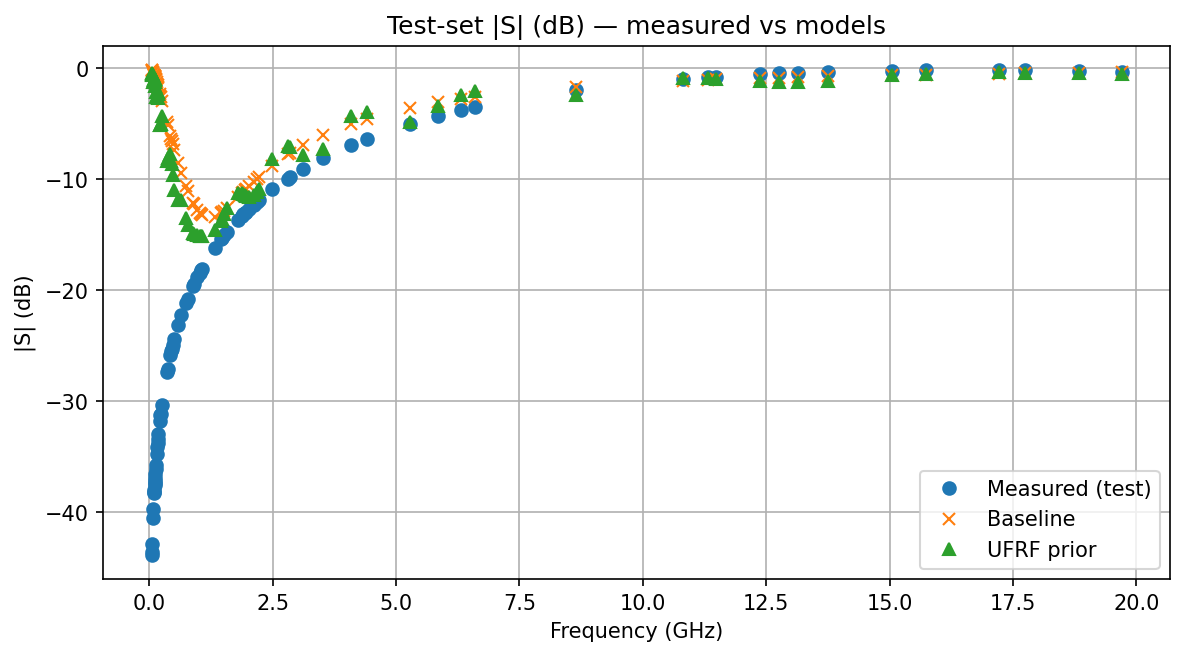 Test-set |S| (dB) — measured vs models
|S| (dB)
0
−10
−20
−30
−40
0.0 2.5 5.0 7.5 10.0 12.5 15.0 17.5 20.0
Frequency (GHz)
Measured (test)
Baseline
UFRF prior